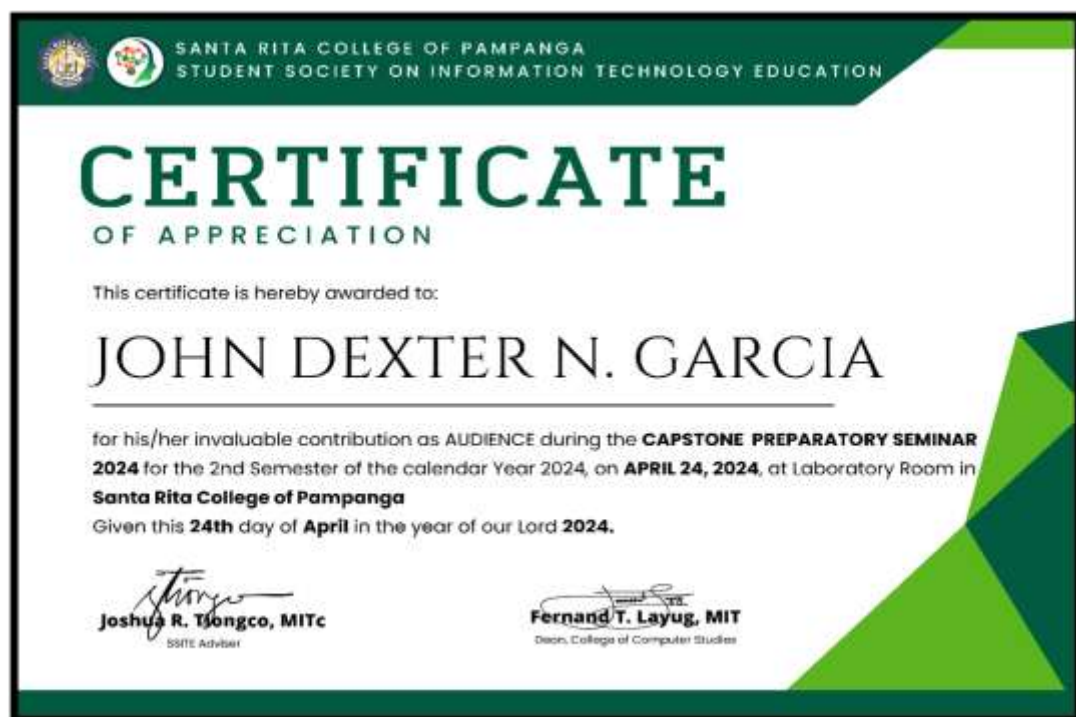 SANTA RITA COLLEGE OF PAMPANGA
STUDENT SOCIETY ON INFORMATION TECHNOLOGY EDUCATION
CERTIFICATE
OF APPRECIATION
This certificate is hereby awarded to:
JOHN DEXTER N. GARCIA
for his/her invaluable contribution as AUDIENCE during the CAPSTONE PREPARATORY SEMINAR
2024 for the 2nd Semester of the calendar Year 2024, on APRIL 24, 2024, at Laboratory Room in
Santa Rita College of Pampanga
Given this 24th day of April in the year of our Lord 2024.
Joshua R. Tiongco, MITc
SSITE Adviser
Fernand T. Layug, MIT
Dean, College of Computer Studies